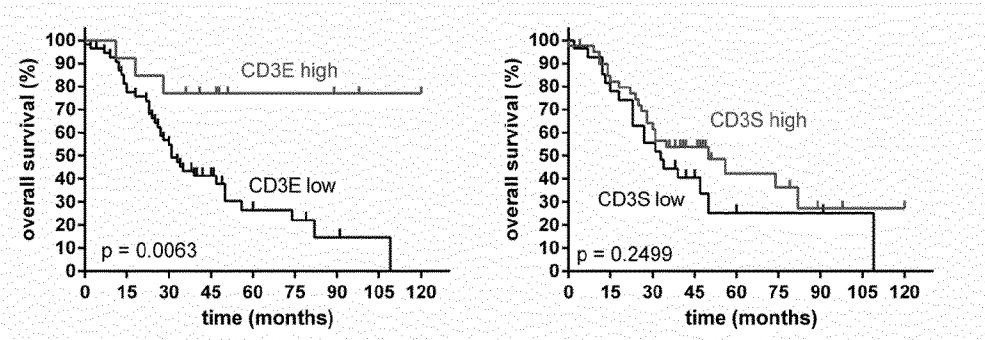 overall survival (%)
100
90
80
70
60
50
40
30
20
10
0
CD3E high
CD3E low
p = 0.0063
0 15 30 45 60 75 90 105 120
time (months)
overall survival (%)
100
90
80
70
60
50
40
30
20
10
0
CD3S high
CD3S low
p = 0.2499
0 15 30 45 60 75 90 105 120
time (months)